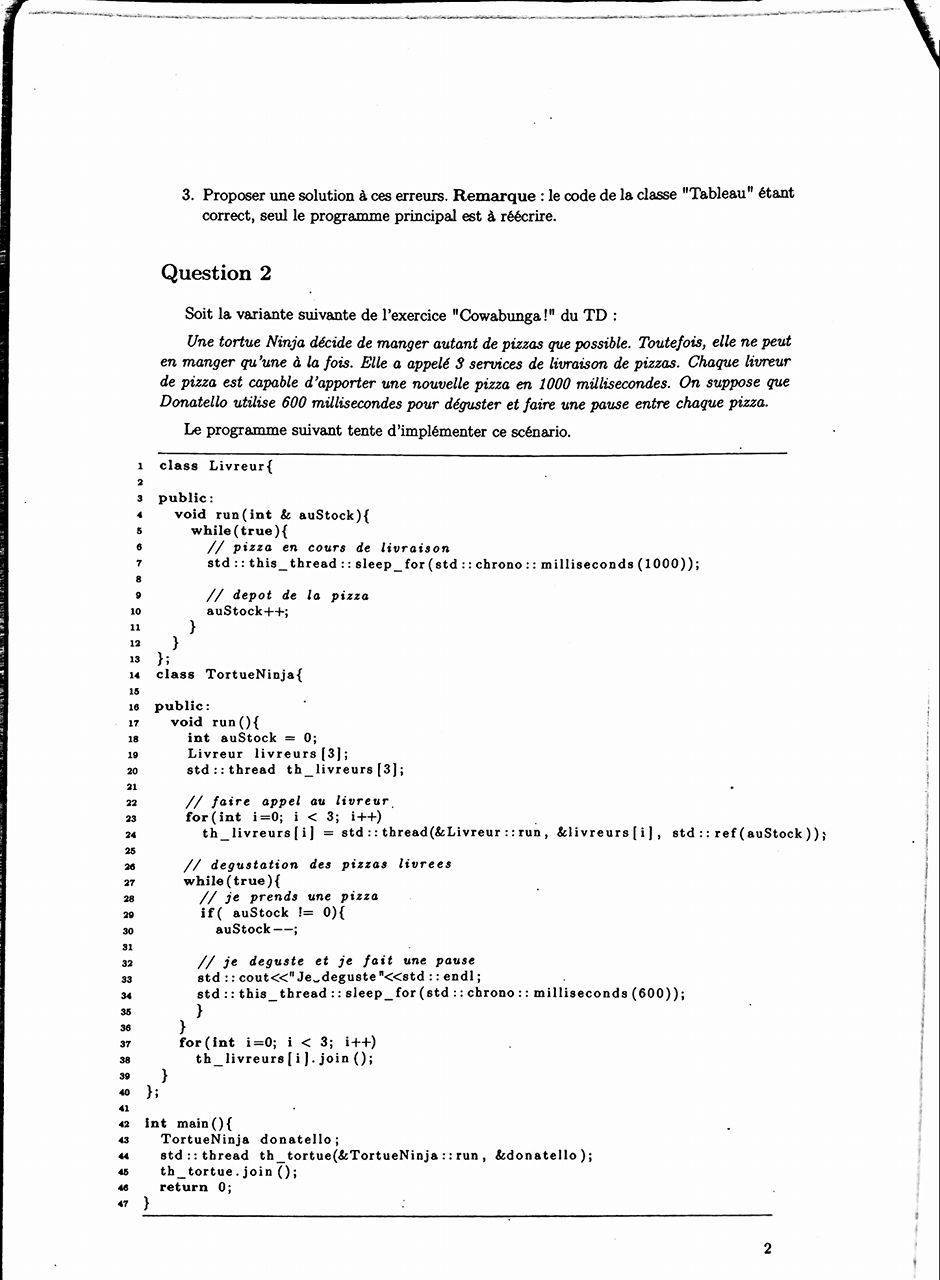 3. Proposer une solution à ces erreurs. Remarque : le code de la classe "Tableau" étant
correct, seul le programme principal est à réécrire.
Question 2
Soit la variante suivante de l'exercice "Cowabunga!" du TD :
Une tortue Ninja décide de manger autant de pizzas que possible. Toutefois, elle ne peut
en manger qu'une à la fois. Elle a appelé 3 services de livraison de pizzas. Chaque livreur
de pizza est capable d'apporter une nouvelle pizza en 1000 millisecondes. On suppose que
Donatello utilise 600 millisecondes pour déguster et faire une pause entre chaque pizza.
Le programme suivant tente d'implémenter ce scénario.
1 class Livreur{
2
3 public:
4 void run(int & auStock){
5 while(true){
6 // pizza en cours de livraison
7 std::this_thread::sleep_for(std::chrono::milliseconds(1000));
8
9 // depot de la pizza
10 auStock++;
11 }
12 }
13 };
14 class TortueNinja{
15
16 public:
17 void run(){
18 int auStock = 0;
19 Livreur livreurs[3];
20 std::thread th_livreurs[3];
21
22 // faire appel au livreur
23 for(int i=0; i < 3; i++)
24 th_livreurs[i] = std::thread(&Livreur::run, &livreurs[i], std::ref(auStock));
25
26 // degustation des pizzas livrees
27 while(true){
28 // je prends une pizza
29 if( auStock != 0){
30 auStock--;
31
32 // je deguste et je fait une pause
33 std::cout<<"Je␣deguste"<<std::endl;
34 std::this_thread::sleep_for(std::chrono::milliseconds(600));
35 }
36 }
37 for(int i=0; i < 3; i++)
38 th_livreurs[i].join();
39 }
40 };
41
42 int main(){
43 TortueNinja donatello;
44 std::thread th_tortue(&TortueNinja::run, &donatello);
45 th_tortue.join();
46 return 0;
47 }
2